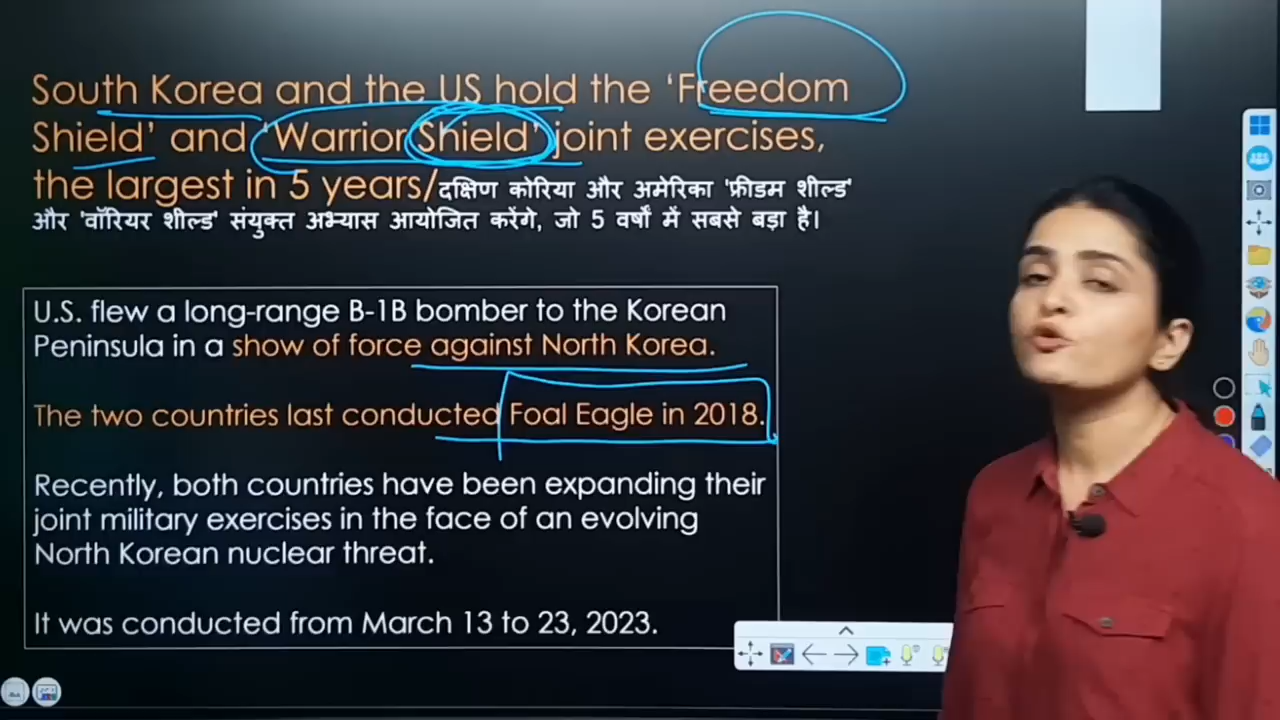 South Korea and the US hold the ‘Freedom
Shield’ and ‘Warrior Shield’ joint exercises,
the largest in 5 years/दक्षिण कोरिया और अमेरिका 'फ्रीडम शील्ड'
और 'वॉरियर शील्ड' संयुक्त अभ्यास आयोजित करेंगे, जो 5 वर्षों में सबसे बड़ा है।
U.S. flew a long-range B-1B bomber to the Korean
Peninsula in a show of force against North Korea.
The two countries last conducted Foal Eagle in 2018.
Recently, both countries have been expanding their
joint military exercises in the face of an evolving
North Korean nuclear threat.
It was conducted from March 13 to 23, 2023.